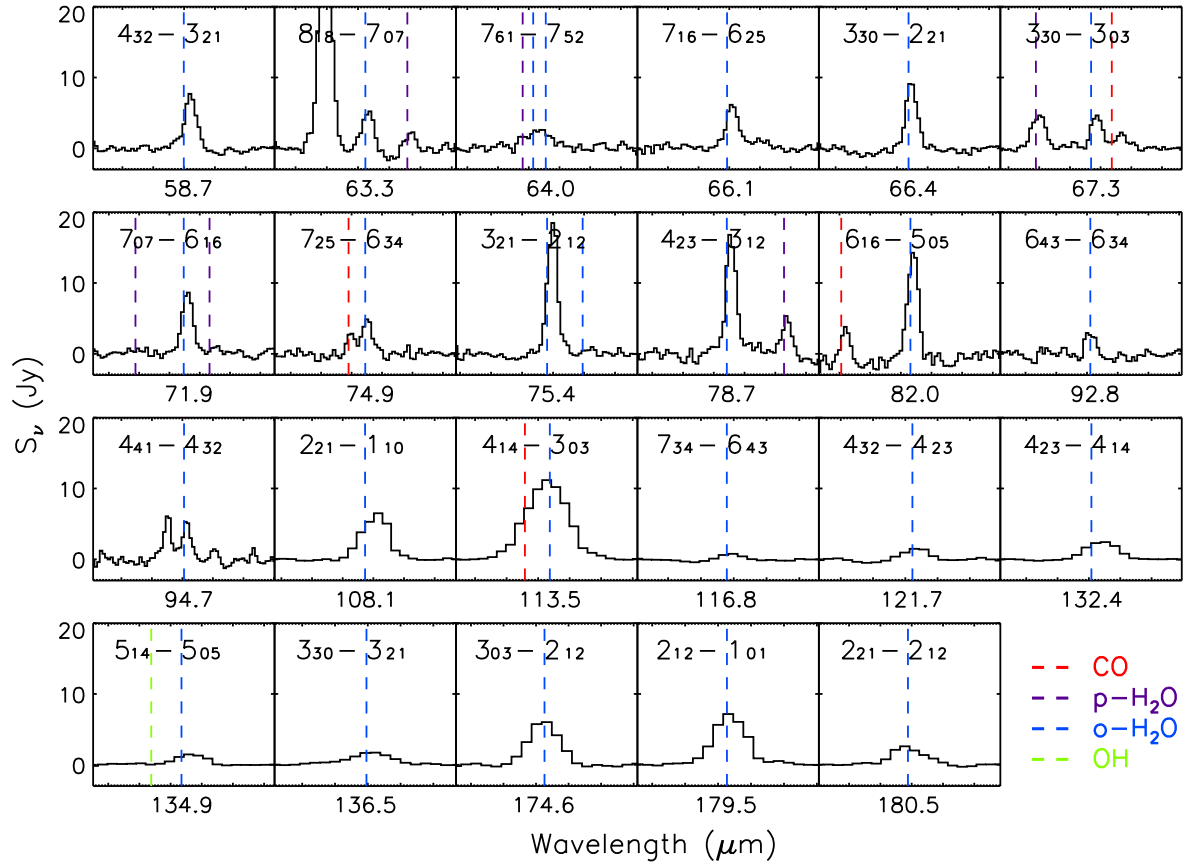 20 4₃₂−3₂₁ 8₁₈−7₀₇ 7₆₁−7₅₂ 7₁₆−6₂₅ 3₃₀−2₂₁ 3₃₀−3₀₃
10
0
58.7 63.3 64.0 66.1 66.4 67.3
20 7₀₇−6₁₆ 7₂₅−6₃₄ 3₂₁−2₁₂ 4₂₃−3₁₂ 6₁₆−5₀₅ 6₄₃−6₃₄
10
0
71.9 74.9 75.4 78.7 82.0 92.8
Sν (Jy)
20 4₄₁−4₃₂ 2₂₁−1₁₀ 4₁₄−3₀₃ 7₃₄−6₄₃ 4₃₂−4₂₃ 4₂₃−4₁₄
10
0
94.7 108.1 113.5 116.8 121.7 132.4
20 5₁₄−5₀₅ 3₃₀−3₂₁ 3₀₃−2₁₂ 2₁₂−1₀₁ 2₂₁−2₁₂
10
0
134.9 136.5 174.6 179.5 180.5
CO
p−H₂O
o−H₂O
OH
Wavelength (μm)